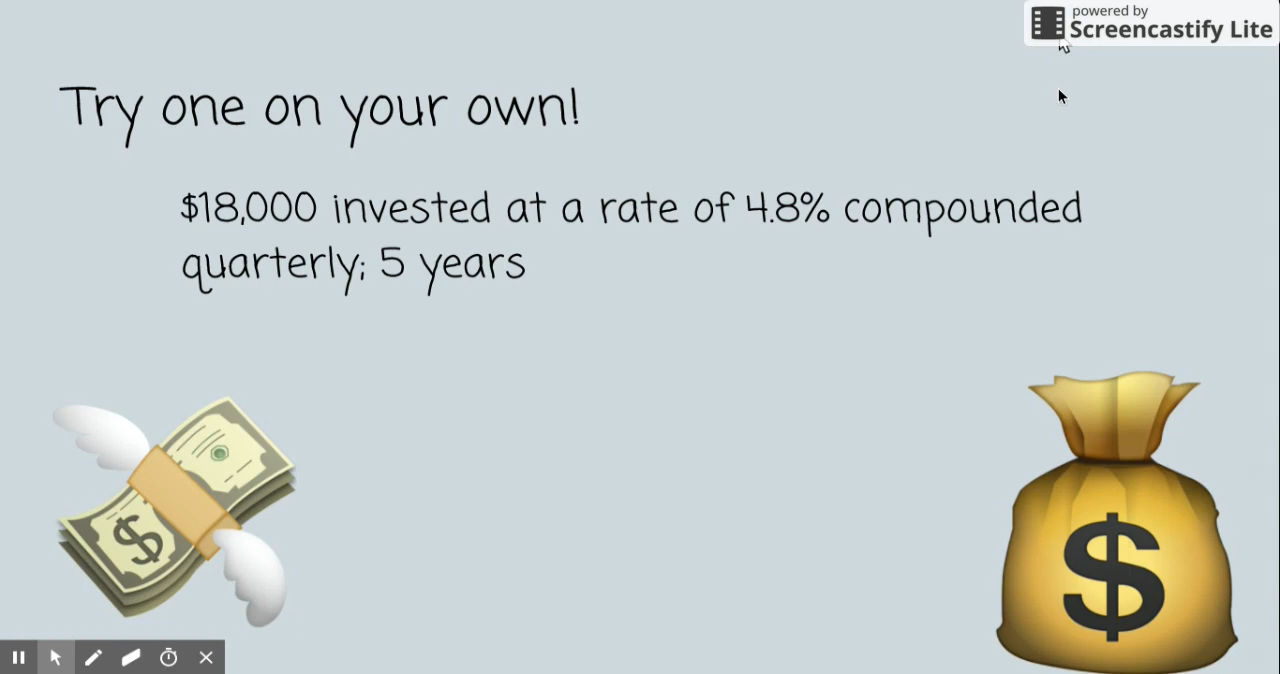 powered by
Screencastify Lite
Try one on your own!
$18,000 invested at a rate of 4.8% compounded
quarterly; 5 years
$
$